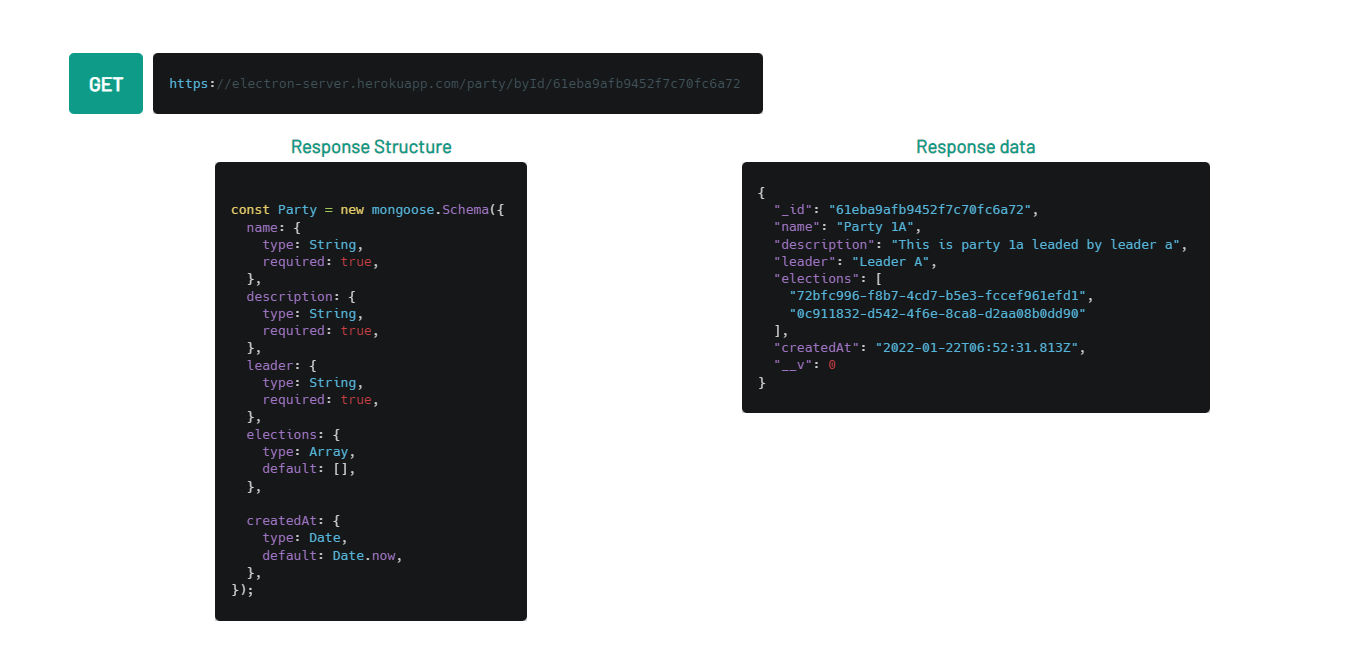 GET
https://electron-server.herokuapp.com/party/byId/61eba9afb9452f7c70fc6a72
Response Structure
const Party = new mongoose.Schema({
  name: {
    type: String,
    required: true,
  },
  description: {
    type: String,
    required: true,
  },
  leader: {
    type: String,
    required: true,
  },
  elections: {
    type: Array,
    default: [],
  },

  createdAt: {
    type: Date,
    default: Date.now,
  },
});
Response data
{
  "_id": "61eba9afb9452f7c70fc6a72",
  "name": "Party 1A",
  "description": "This is party 1a leaded by leader a",
  "leader": "Leader A",
  "elections": [
    "72bfc996-f8b7-4cd7-b5e3-fccef961efd1",
    "0c911832-d542-4f6e-8ca8-d2aa08b0dd90"
  ],
  "createdAt": "2022-01-22T06:52:31.813Z",
  "__v": 0
}